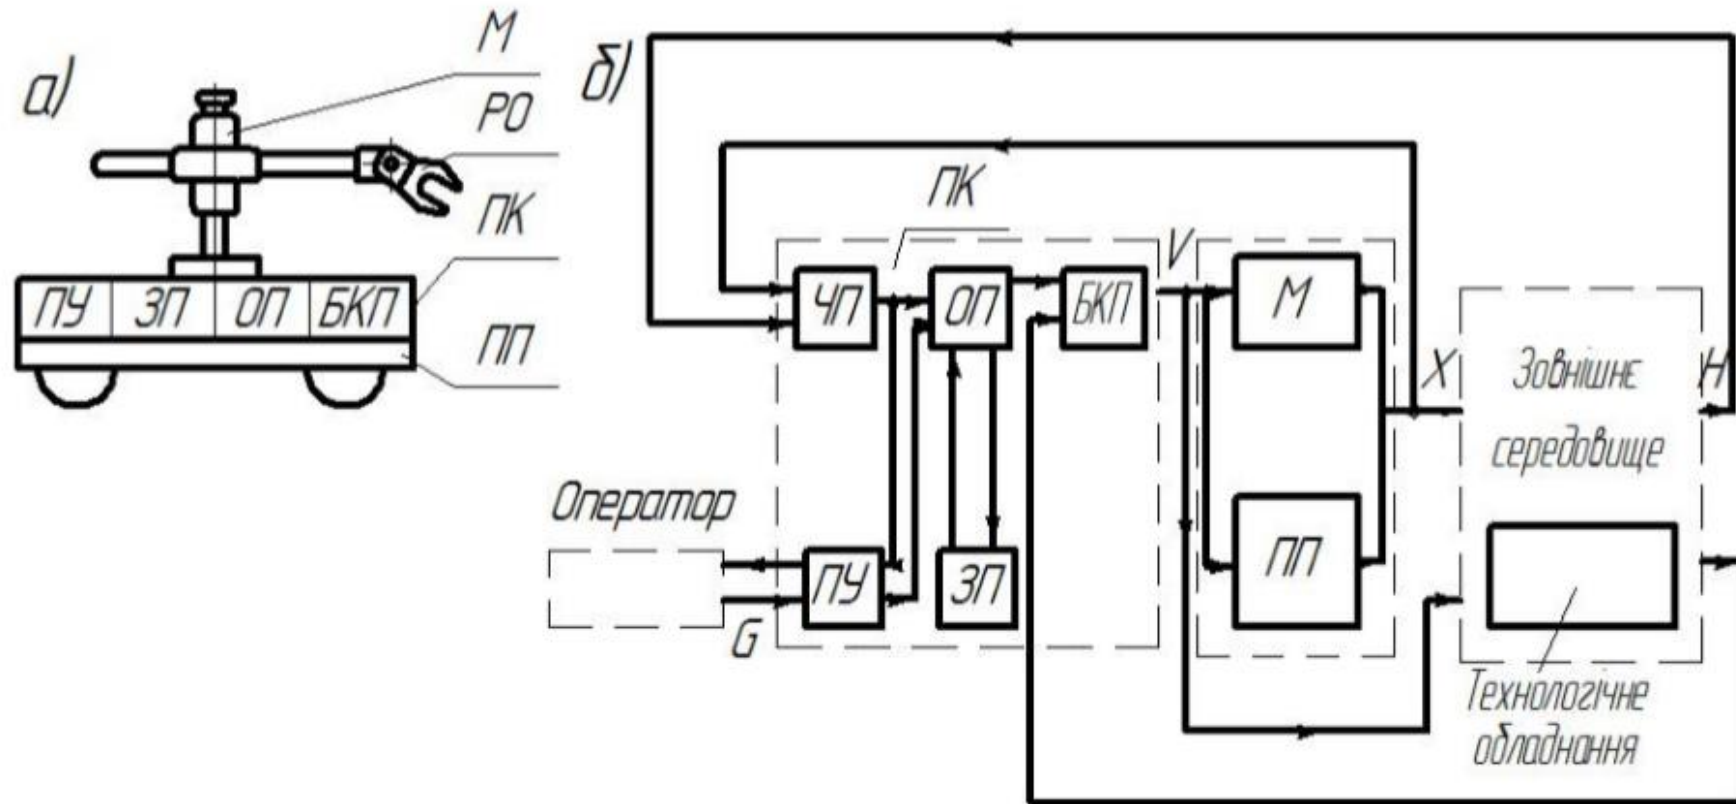 а)
М
РО
ПК
ПП
ПУ ЗП ОП БКП
б)
ПК
V
ЧП ОП БКП М
X
Зовнішнє
середовище
H
Оператор
ПУ ЗП ПП
G
Технологічне
обладнання